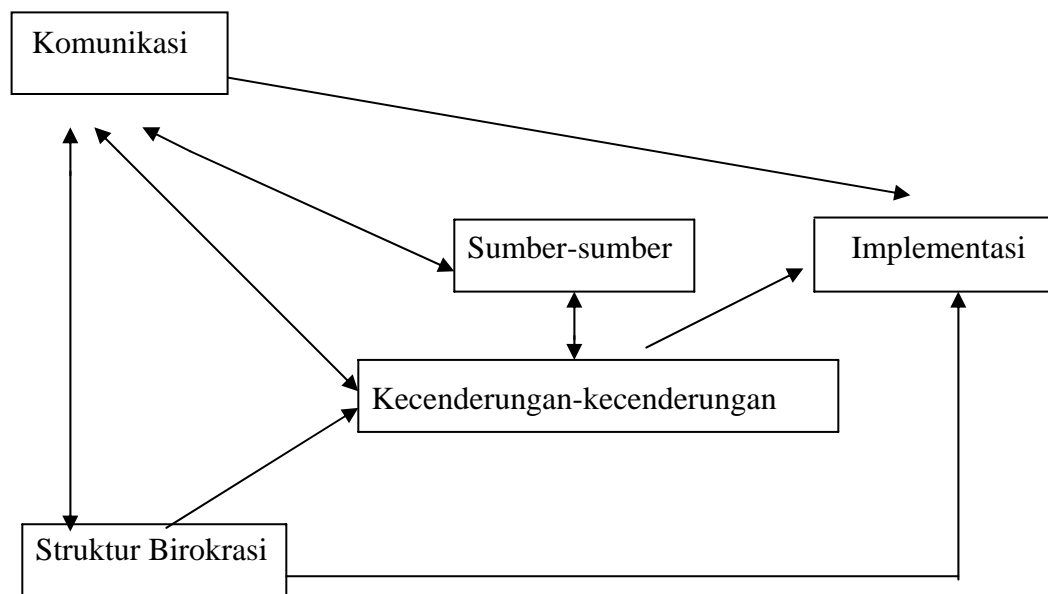 Komunikasi
Sumber-sumber
Implementasi
Kecenderungan-kecenderungan
Struktur Birokrasi